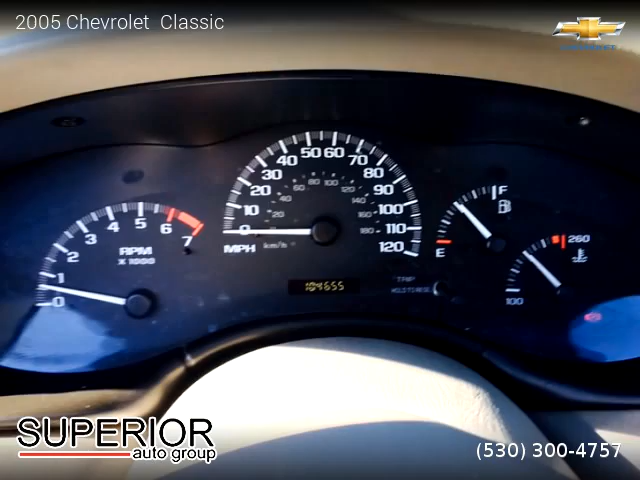 2005 Chevrolet Classic
CHEVROLET
0 1 2 3 4 5 6 7
RPM
X 1000
0 10 20 30 40 50 60 70 80 90 100 110 120
20 40 60 80 100 120 140 160 180
MPH km/h
104655
TRIP
E F
100 260
SUPERIOR
auto group
(530) 300-4757